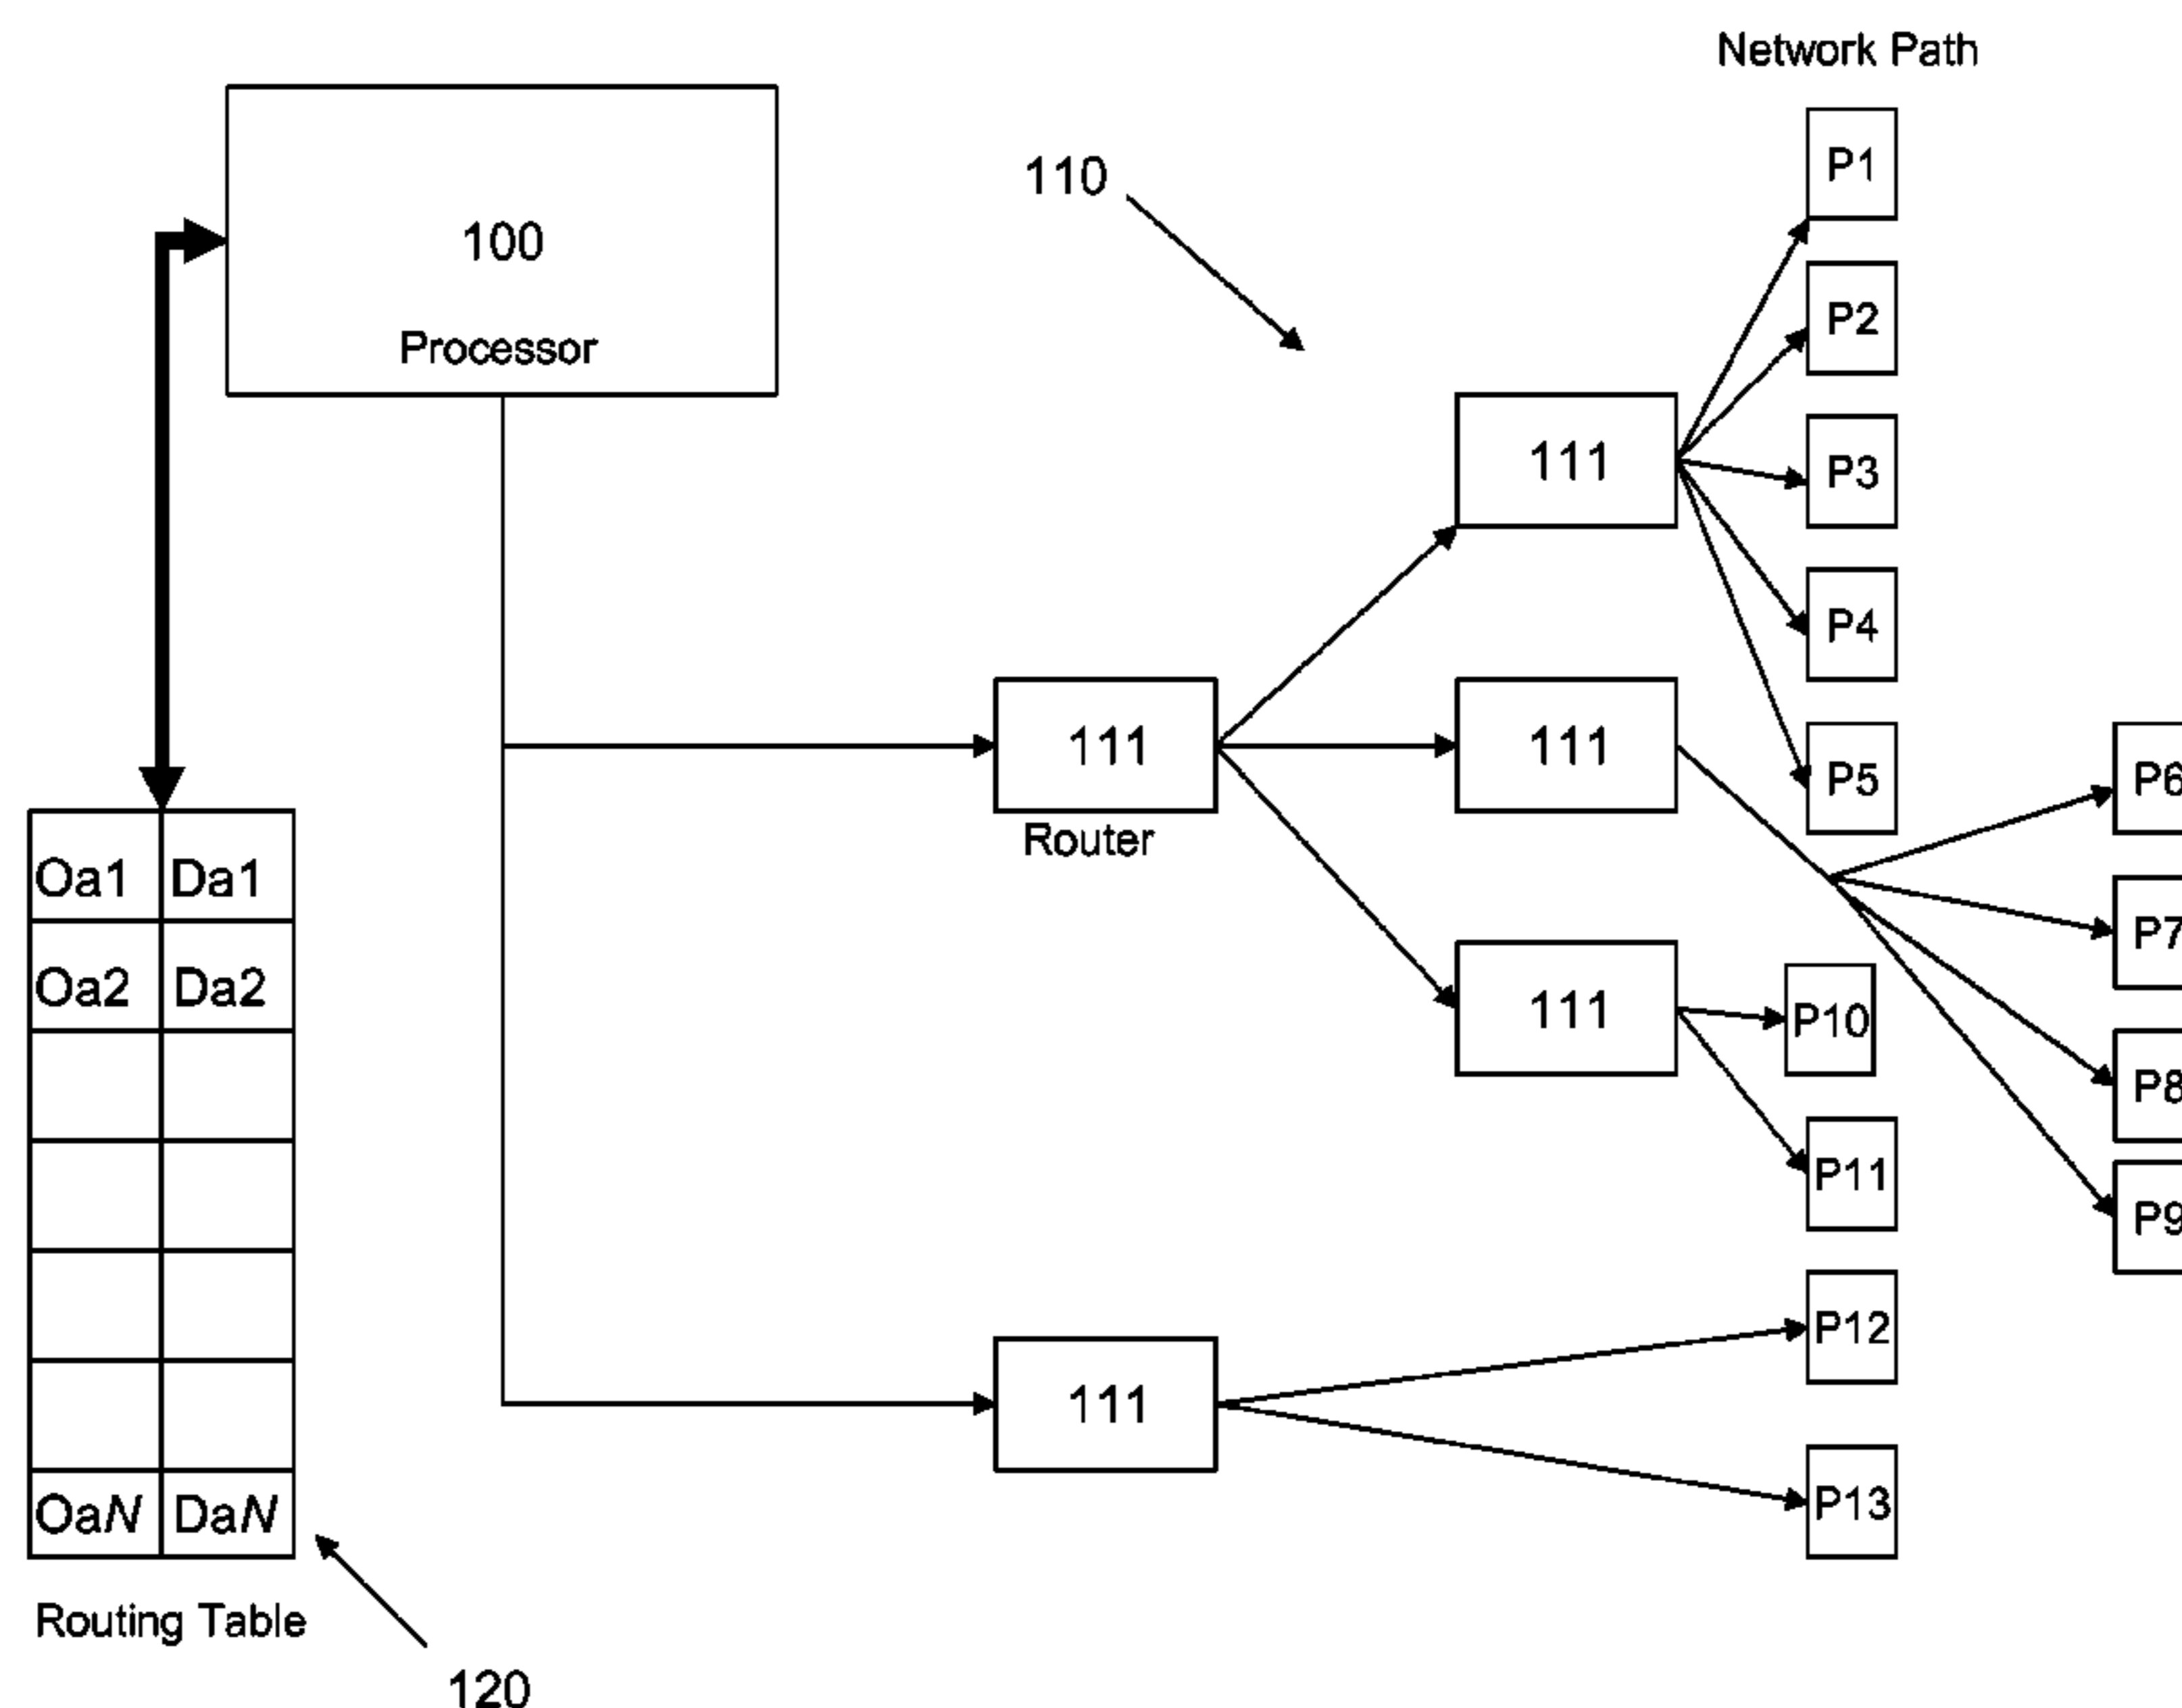 Network Path
P1
110
100
P2
Processor
111
P3
P4
111
111
P5
P6
Router
Oa1 Da1
P7
Oa2 Da2
111
P10
P8
P11
P9
P12
111
P13
OaN DaN
Routing Table
120